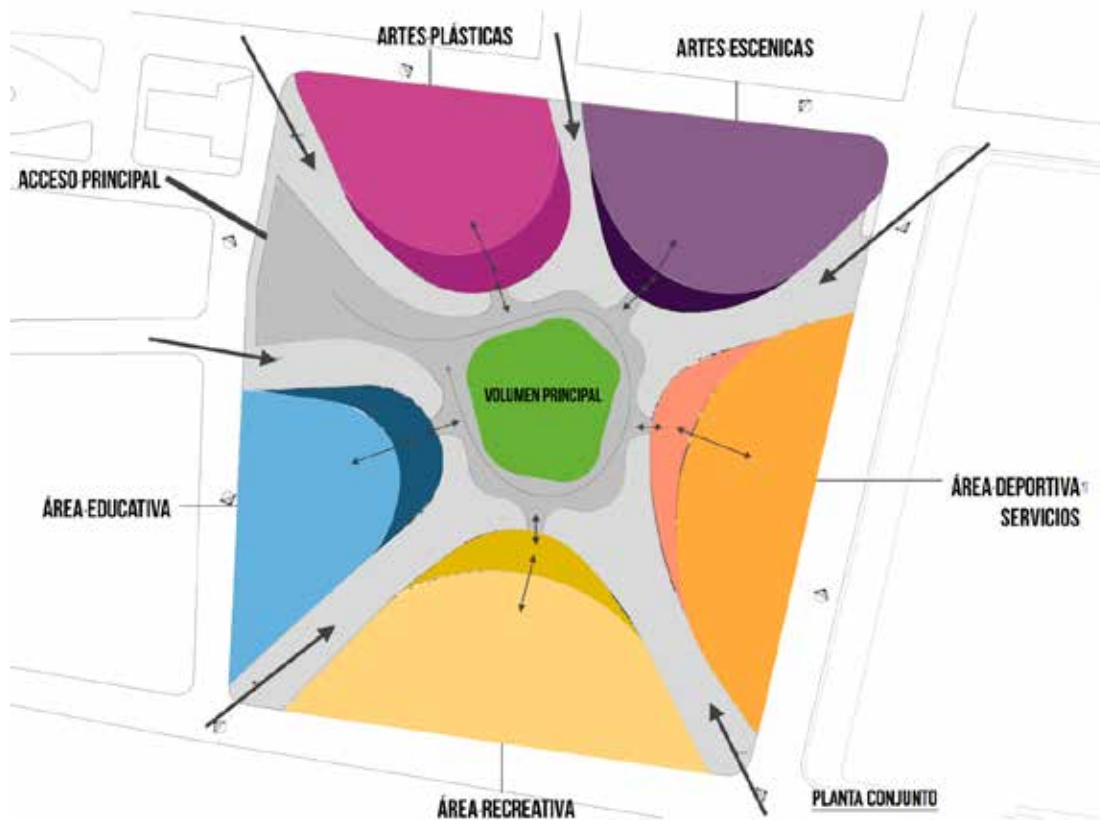 ARTES PLÁSTICAS
ARTES ESCENICAS
ACCESO PRINCIPAL
VOLUMEN PRINCIPAL
ÁREA EDUCATIVA
ÁREA DEPORTIVA
SERVICIOS
ÁREA RECREATIVA
PLANTA CONJUNTO